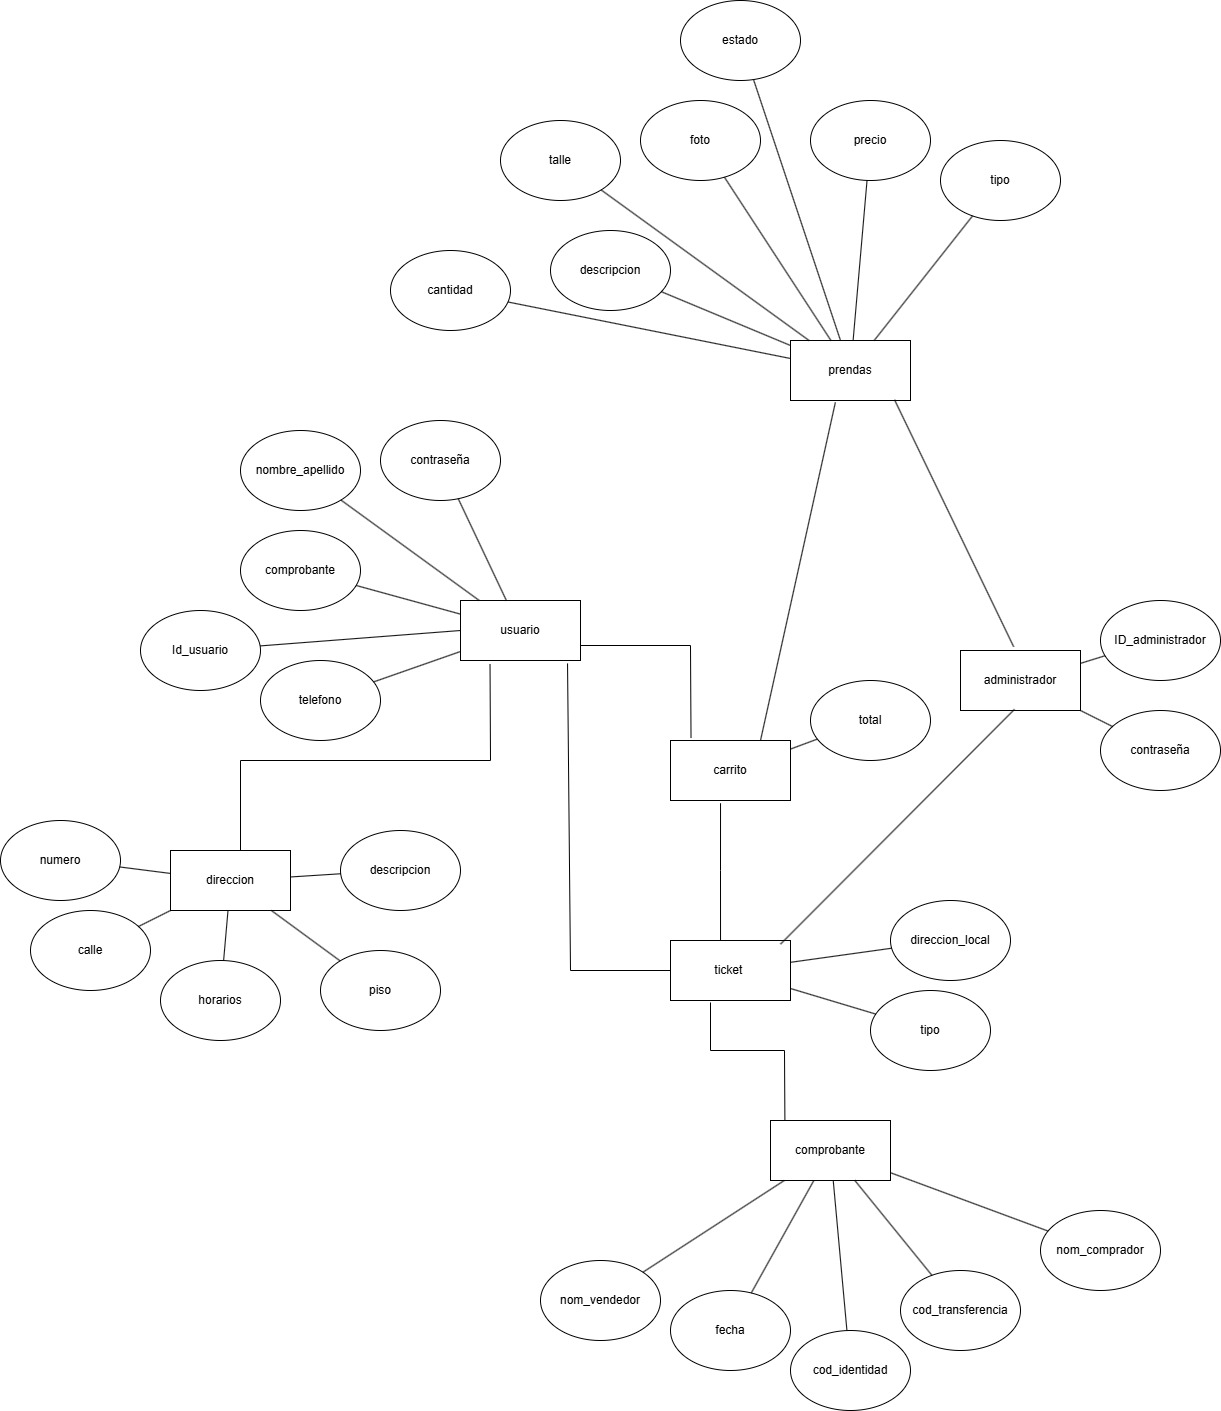 estado
foto
precio
talle
tipo
descripcion
cantidad
prendas
contraseña
nombre_apellido
comprobante
usuario
Id_usuario
telefono
ID_administrador
administrador
contraseña
total
carrito
numero
direccion
descripcion
calle
horarios
piso
direccion_local
ticket
tipo
comprobante
nom_comprador
nom_vendedor
cod_transferencia
fecha
cod_identidad